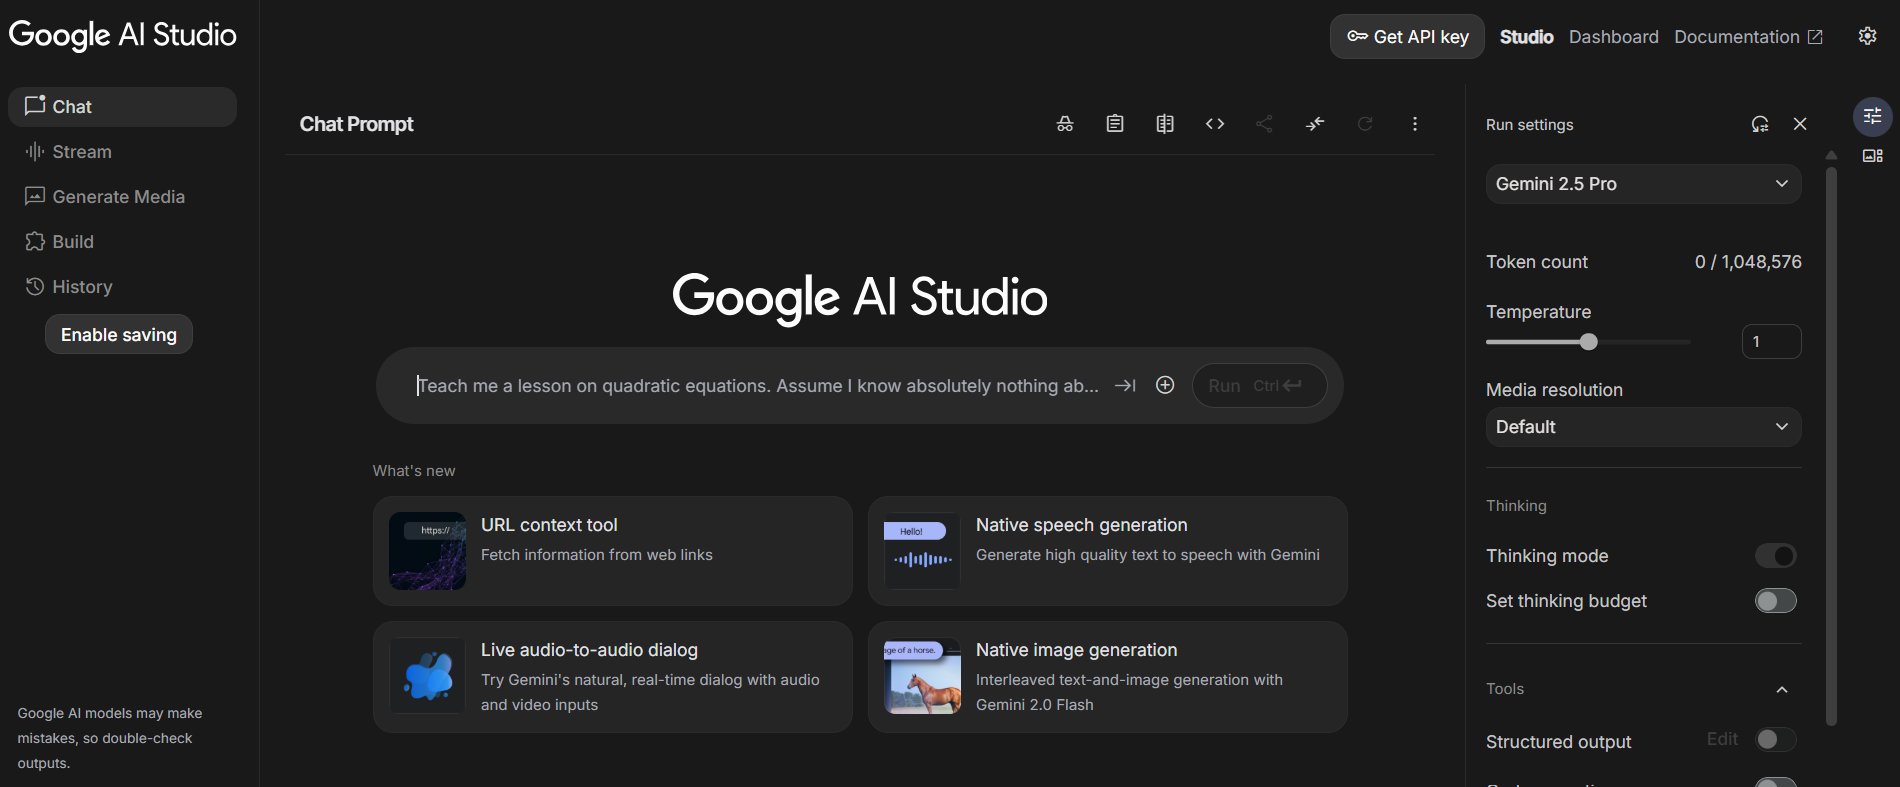 Google AI Studio
Get API key
Studio
Dashboard
Documentation
Chat
Stream
Generate Media
Build
History
Enable saving
Google AI models may make
mistakes, so double-check
outputs.
Chat Prompt
Google AI Studio
Teach me a lesson on quadratic equations. Assume I know absolutely nothing ab...
Run Ctrl
What's new
https://
URL context tool
Fetch information from web links
Hello!
Native speech generation
Generate high quality text to speech with Gemini
Live audio-to-audio dialog
Try Gemini's natural, real-time dialog with audio
and video inputs
age of a horse.
Native image generation
Interleaved text-and-image generation with
Gemini 2.0 Flash
Run settings
Gemini 2.5 Pro
Token count 0 / 1,048,576
Temperature
1
Media resolution
Default
Thinking
Thinking mode
Set thinking budget
Tools
Structured output Edit